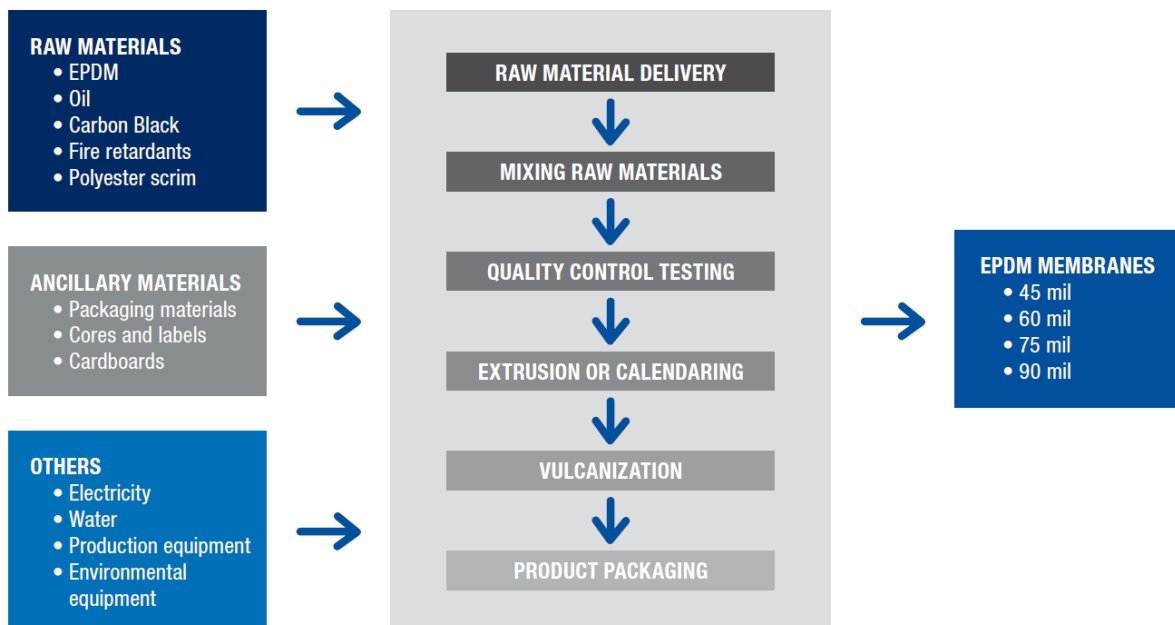 RAW MATERIALS
• EPDM
• Oil
• Carbon Black
• Fire retardants
• Polyester scrim
ANCILLARY MATERIALS
• Packaging materials
• Cores and labels
• Cardboards
OTHERS
• Electricity
• Water
• Production equipment
• Environmental
equipment
RAW MATERIAL DELIVERY
MIXING RAW MATERIALS
QUALITY CONTROL TESTING
EXTRUSION OR CALENDARING
VULCANIZATION
PRODUCT PACKAGING
EPDM MEMBRANES
• 45 mil
• 60 mil
• 75 mil
• 90 mil